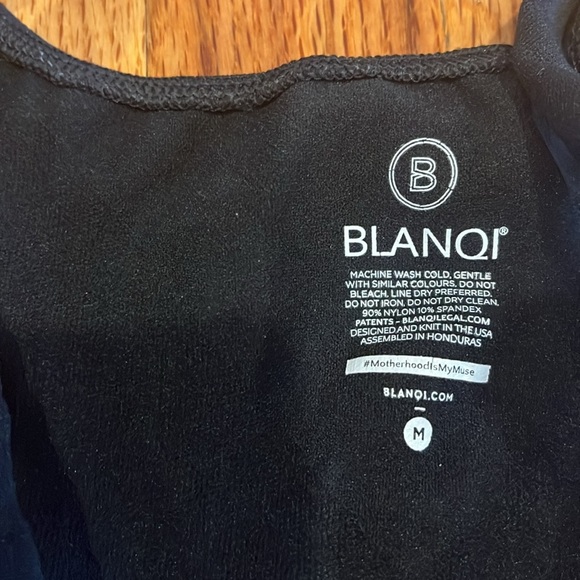 B
BLANQI®
MACHINE WASH COLD, GENTLE
WITH SIMILAR COLOURS. DO NOT
BLEACH. LINE DRY PREFERRED.
DO NOT IRON. DO NOT DRY CLEAN.
90% NYLON 10% SPANDEX
PATENTS - BLANQILEGAL.COM
DESIGNED AND KNIT IN THE USA
ASSEMBLED IN HONDURAS
#MotherhoodIsMyMuse
BLANQI.COM
M